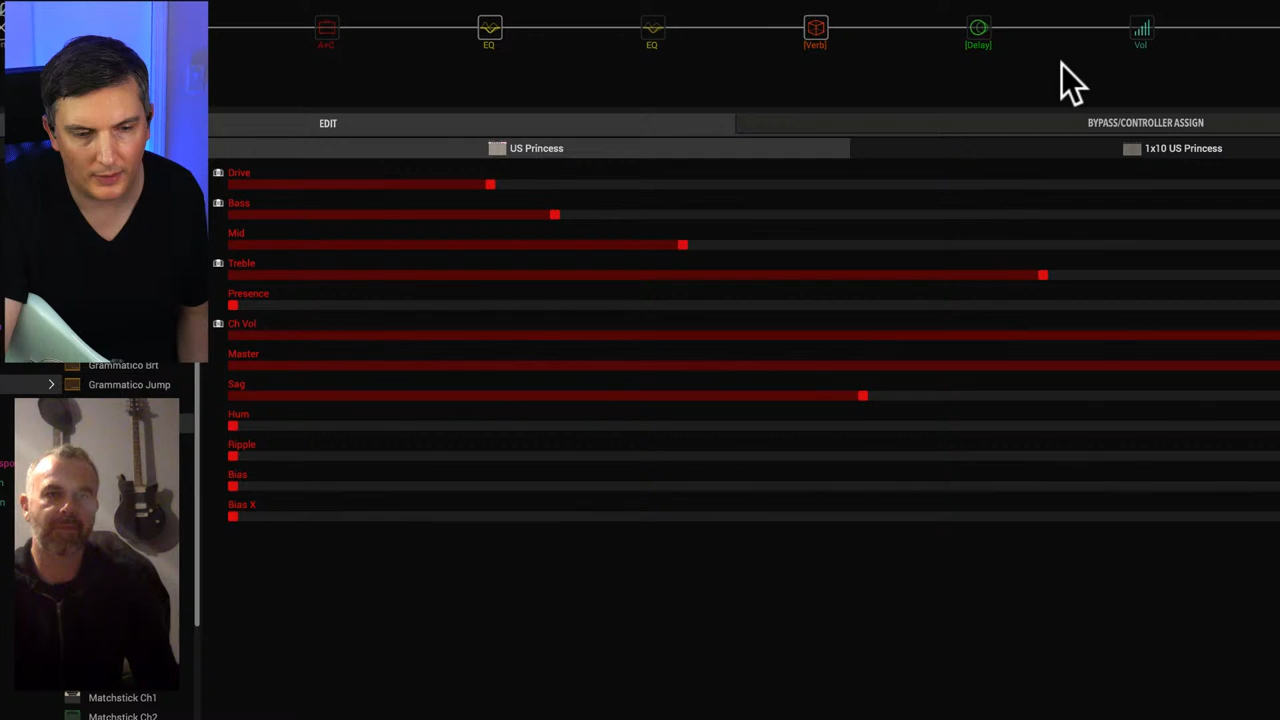 A+C
EQ
EQ
[Verb]
[Delay]
Vol
EDIT
BYPASS/CONTROLLER ASSIGN
US Princess
1x10 US Princess
Drive
Bass
Mid
Treble
Presence
Ch Vol
Master
Sag
Hum
Ripple
Bias
Bias X
Grammatico Brt
Grammatico Jump
Matchstick Ch1
Matchstick Ch2